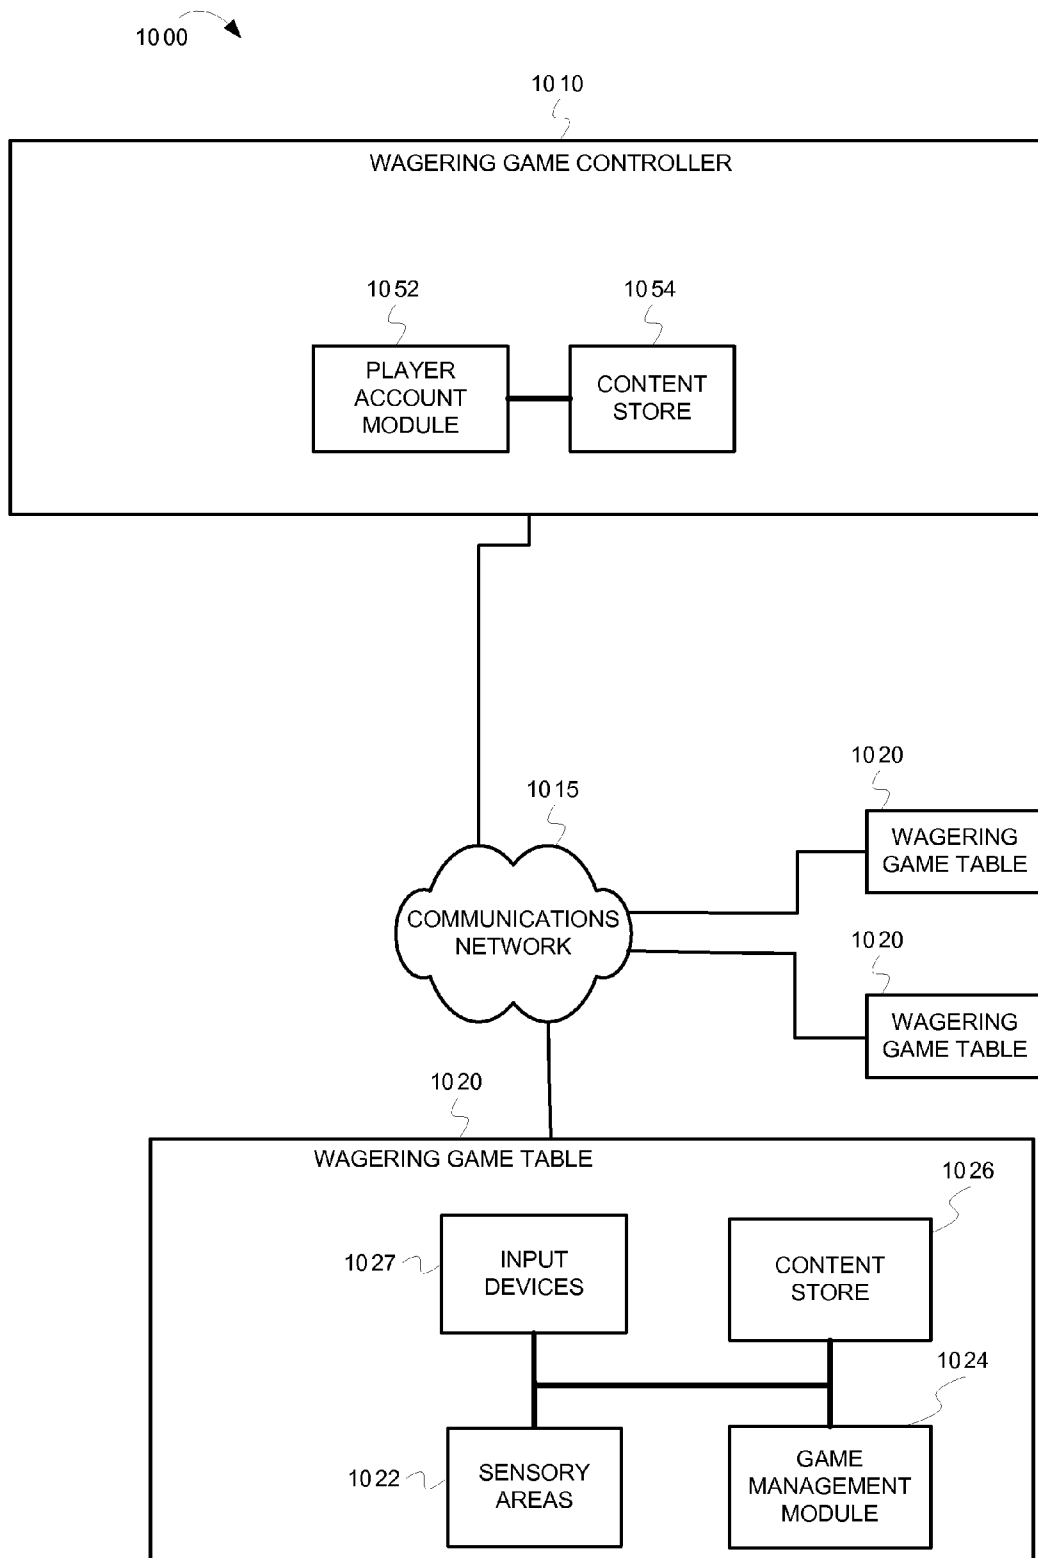 1000
1010
WAGERING GAME CONTROLLER
1052
1054
PLAYER
ACCOUNT
MODULE
CONTENT
STORE
1015
COMMUNICATIONS
NETWORK
1020
WAGERING
GAME TABLE
1020
WAGERING
GAME TABLE
1020
WAGERING GAME TABLE
1027
INPUT
DEVICES
1026
CONTENT
STORE
1022
SENSORY
AREAS
1024
GAME
MANAGEMENT
MODULE